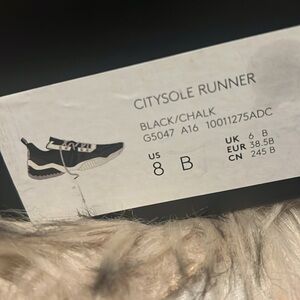 CITYSOLE RUNNER
BLACK/CHALK
G5047 A16 10011275ADC
US
8 B
UK 6 B
EUR 38.5B
CN 245 B